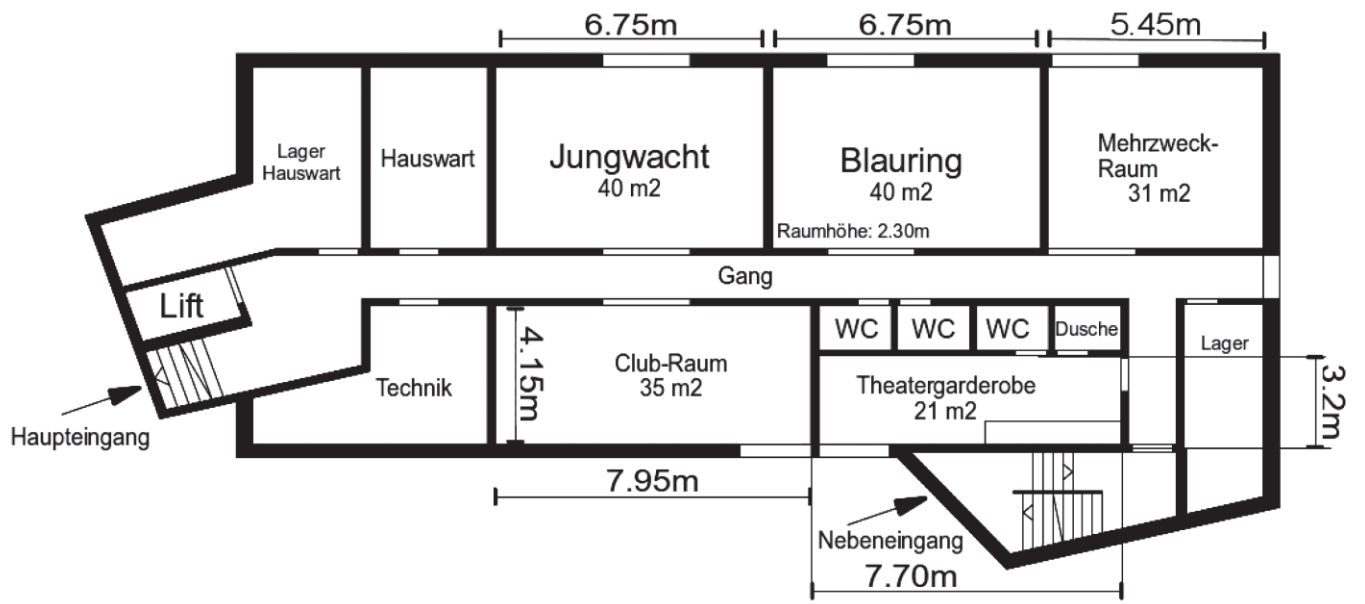 6.75m
6.75m
5.45m
Lager
Hauswart
Hauswart
Jungwacht
40 m2
Blauring
40 m2
Raumhöhe: 2.30m
Mehrzweck-
Raum
31 m2
Gang
Lift
WC
WC
WC
Dusche
Lager
4.15m
Club-Raum
35 m2
Technik
Theatergarderobe
21 m2
3.2m
Haupteingang
7.95m
Nebeneingang
7.70m